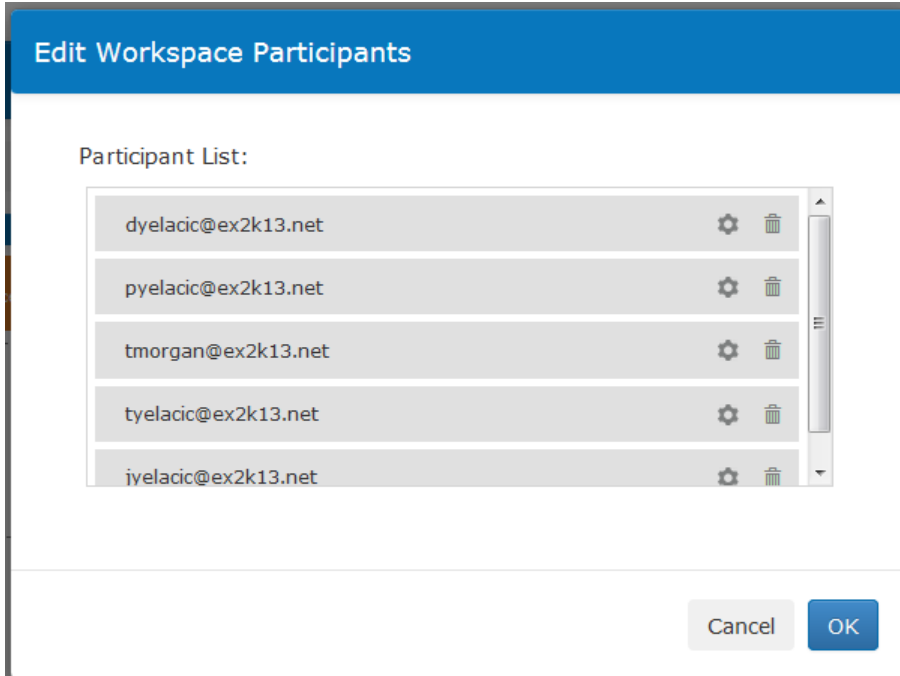 Edit Workspace Participants
Participant List:
dyelacic@ex2k13.net
pyelacic@ex2k13.net
tmorgan@ex2k13.net
tyelacic@ex2k13.net
jyelacic@ex2k13.net
Cancel OK